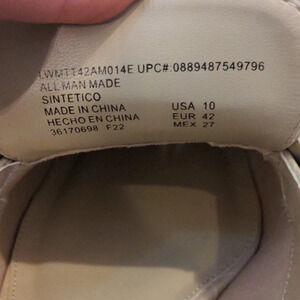 LWMTT42AM014E UPC#:0889487549796
ALL MAN MADE
SINTETICO
MADE IN CHINA USA 10
HECHO EN CHINA EUR 42
36170698 F22 MEX 27